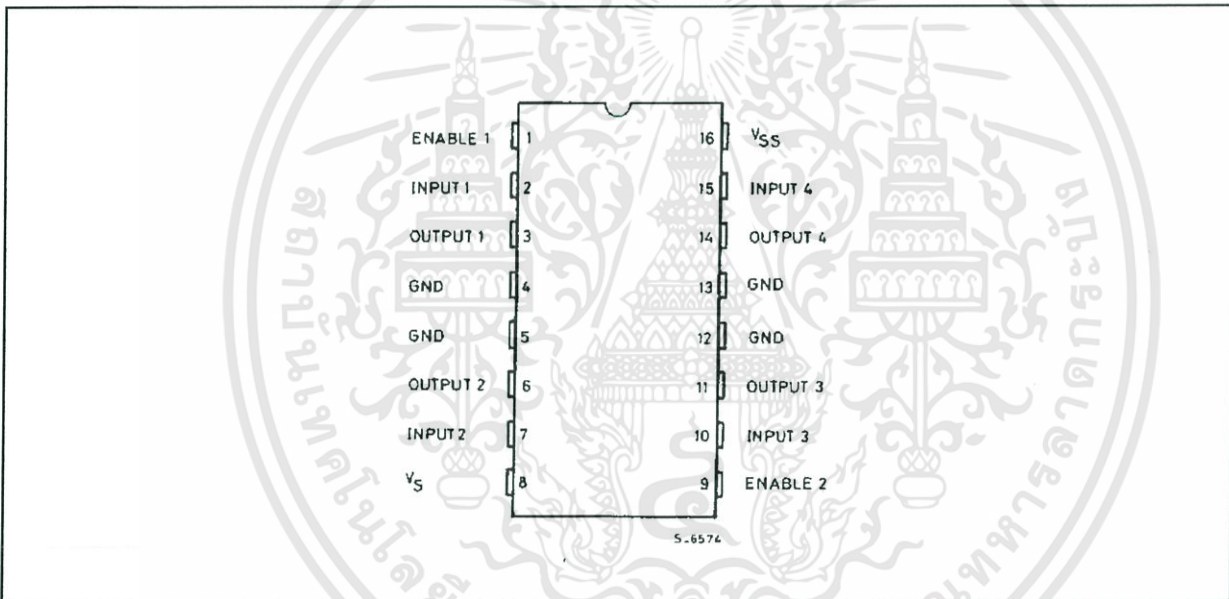 ENABLE 1 1 16 VSS
INPUT 1 2 15 INPUT 4
OUTPUT 1 3 14 OUTPUT 4
GND 4 13 GND
GND 5 12 GND
OUTPUT 2 6 11 OUTPUT 3
INPUT 2 7 10 INPUT 3
VS 8 9 ENABLE 2
S-6574